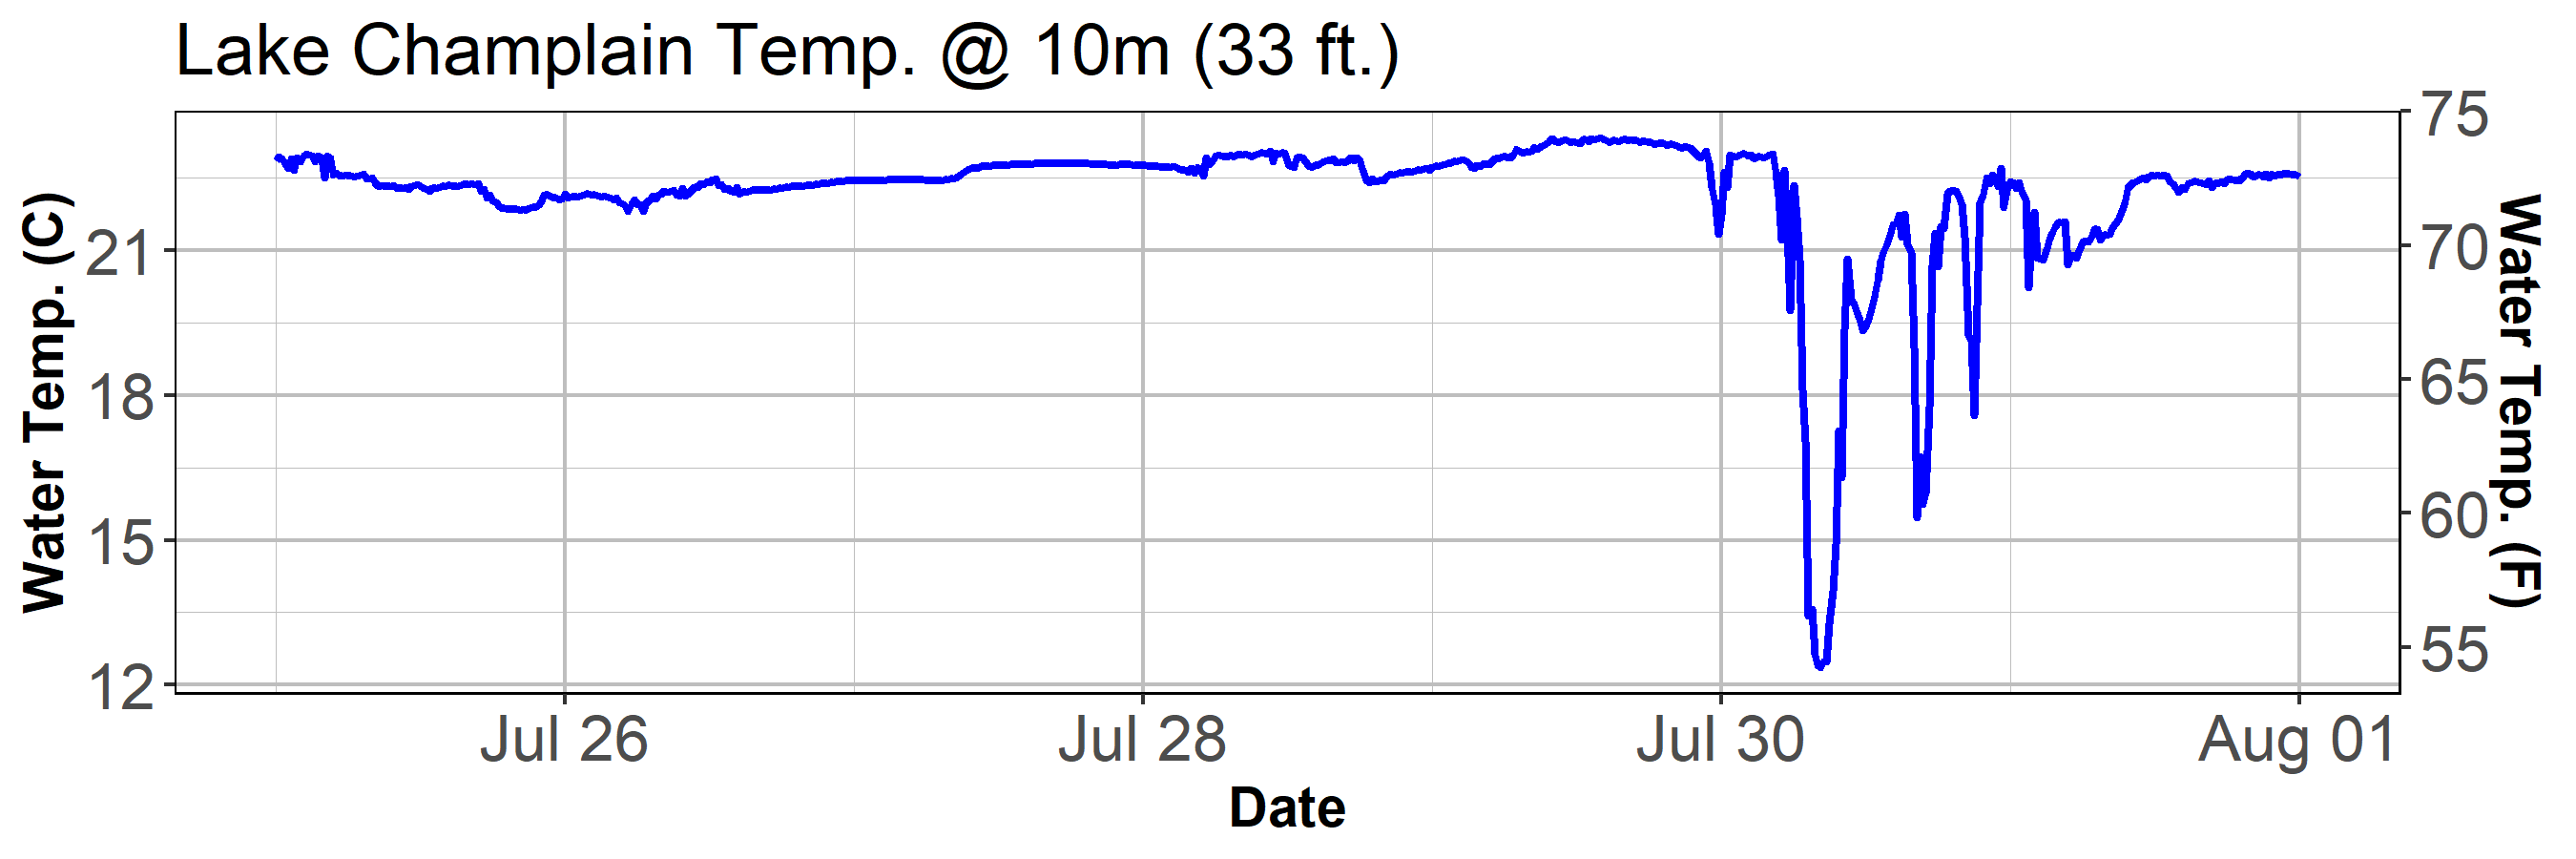 Lake Champlain Temp. @ 10m (33 ft.)
Water Temp. (C)
21
18
15
12
75
70
65
60
55
Water Temp. (F)
Jul 26
Jul 28
Jul 30
Aug 01
Date